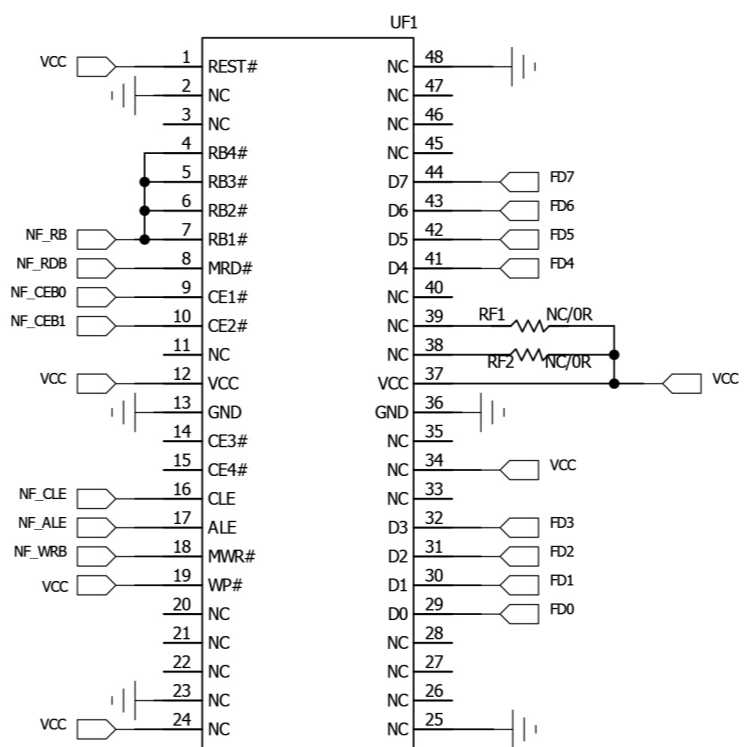 UF1
VCC 1 REST# NC 48
2 NC NC 47
3 NC NC 46
4 RB4# NC 45
5 RB3# D7 44 FD7
6 RB2# D6 43 FD6
NF_RB 7 RB1# D5 42 FD5
NF_RDB 8 MRD# D4 41 FD4
NF_CEB0 9 CE1# NC 40
NF_CEB1 10 CE2# NC 39 RF1 NC/0R
11 NC NC 38 RF2 NC/0R
VCC 12 VCC VCC 37 VCC
13 GND GND 36
14 CE3# NC 35
15 CE4# NC 34 VCC
NF_CLE 16 CLE NC 33
NF_ALE 17 ALE D3 32 FD3
NF_WRB 18 MWR# D2 31 FD2
VCC 19 WP# D1 30 FD1
20 NC D0 29 FD0
21 NC NC 28
22 NC NC 27
23 NC NC 26
VCC 24 NC NC 25